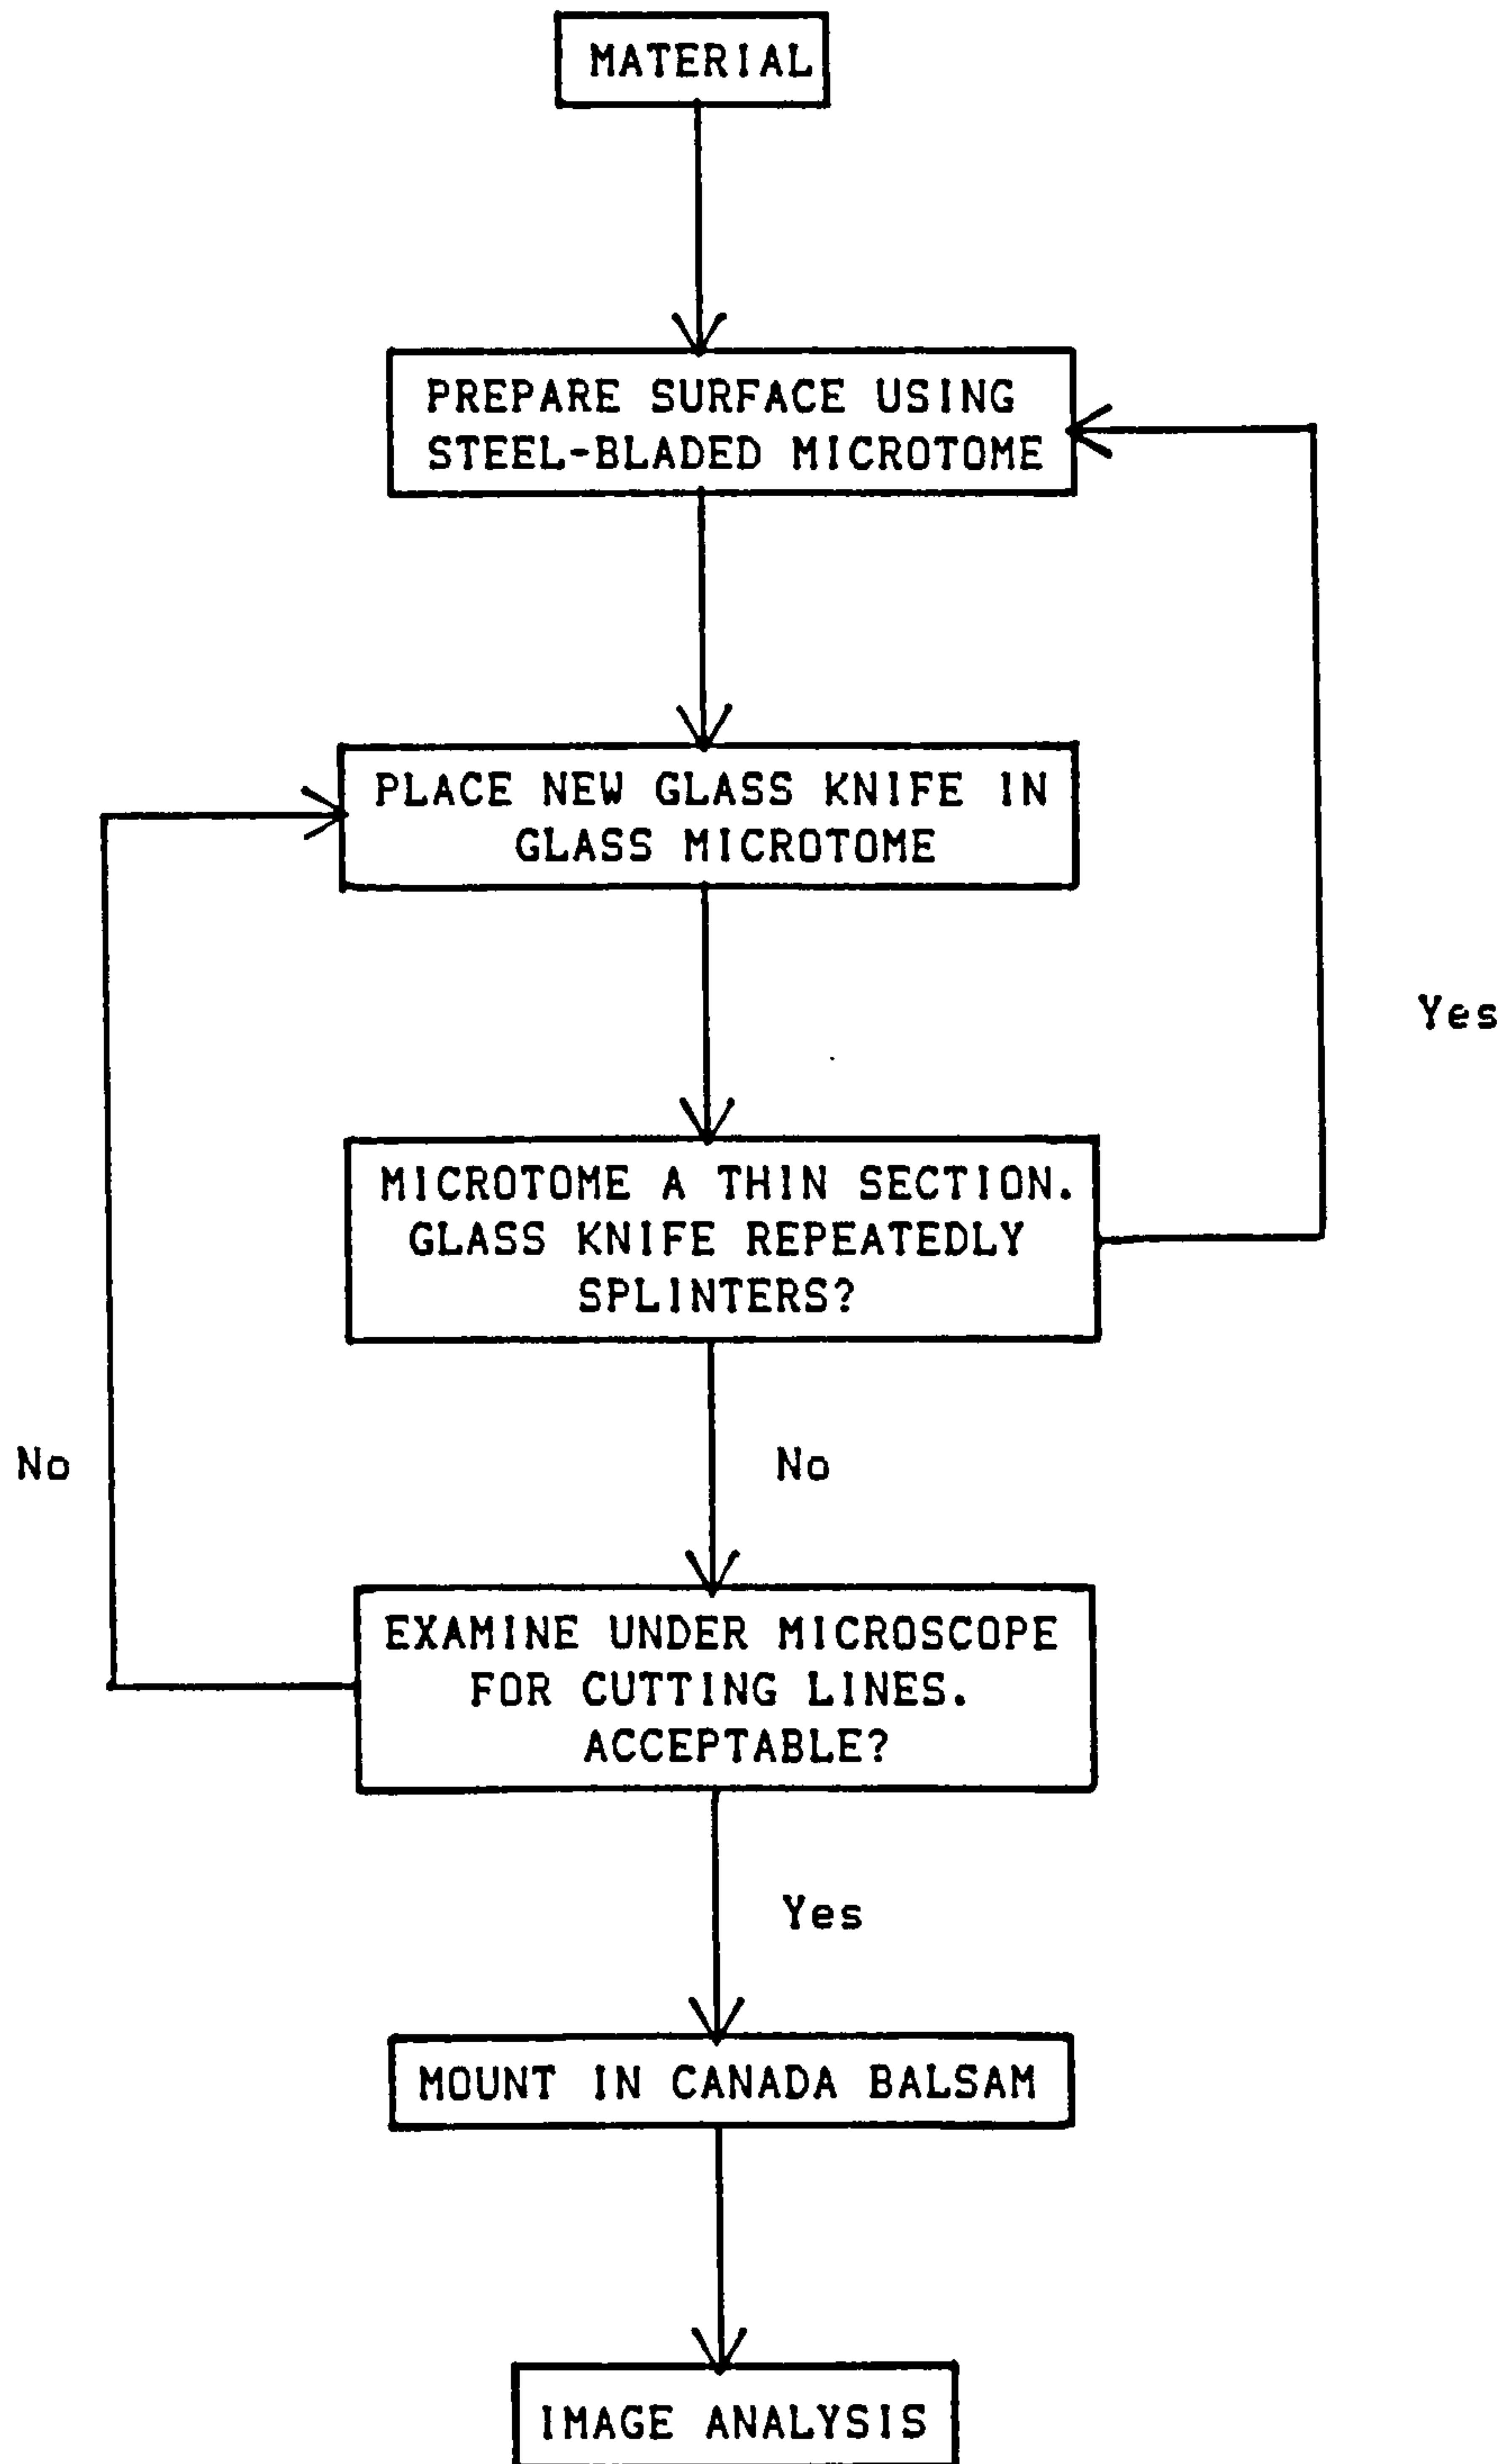 MATERIAL
PREPARE SURFACE USING
STEEL-BLADED MICROTOME
PLACE NEW GLASS KNIFE IN
GLASS MICROTOME
Yes
MICROTOME A THIN SECTION.
GLASS KNIFE REPEATEDLY
SPLINTERS?
No
No
EXAMINE UNDER MICROSCOPE
FOR CUTTING LINES.
ACCEPTABLE?
Yes
MOUNT IN CANADA BALSAM
IMAGE ANALYSIS